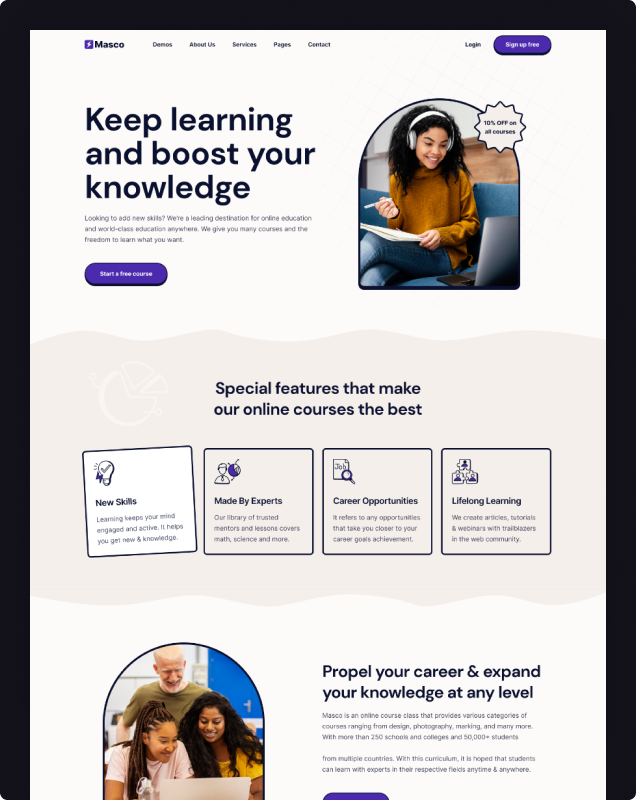 Masco
Demos About Us Services Pages Contact
Login
Sign up free
Keep learning
and boost your
knowledge
Looking to add new skills? We're a leading destination for online education
and world-class education anywhere. We give you many courses and the
freedom to learn what you want.
Start a free course
10% OFF on
all courses
Special features that make
our online courses the best
New Skills
Learning keeps your mind
engaged and active. It helps
you get new & knowledge.
Made By Experts
Our library of trusted
mentors and lessons covers
math, science and more.
Job
Career Opportunities
It refers to any opportunities
that take you closer to your
career goals achievement.
Lifelong Learning
We create articles, tutorials
& webinars with trailblazers
in the web community.
Propel your career & expand
your knowledge at any level
Masco is an online course class that provides various categories of
courses ranging from design, photography, marking, and many more.
With more than 250 schools and colleges and 50,000+ students
from multiple countries. With this curriculum, it is hoped that students
can learn with experts in their respective fields anytime & anywhere.